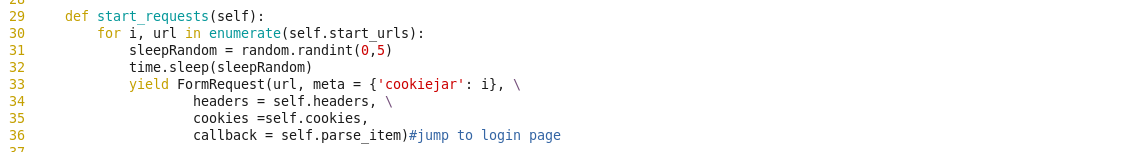 28
29     def start_requests(self):
30         for i, url in enumerate(self.start_urls):
31             sleepRandom = random.randint(0,5)
32             time.sleep(sleepRandom)
33             yield FormRequest(url, meta = {'cookiejar': i}, \
34                     headers = self.headers, \
35                     cookies =self.cookies,
36                     callback = self.parse_item)#jump to login page
37